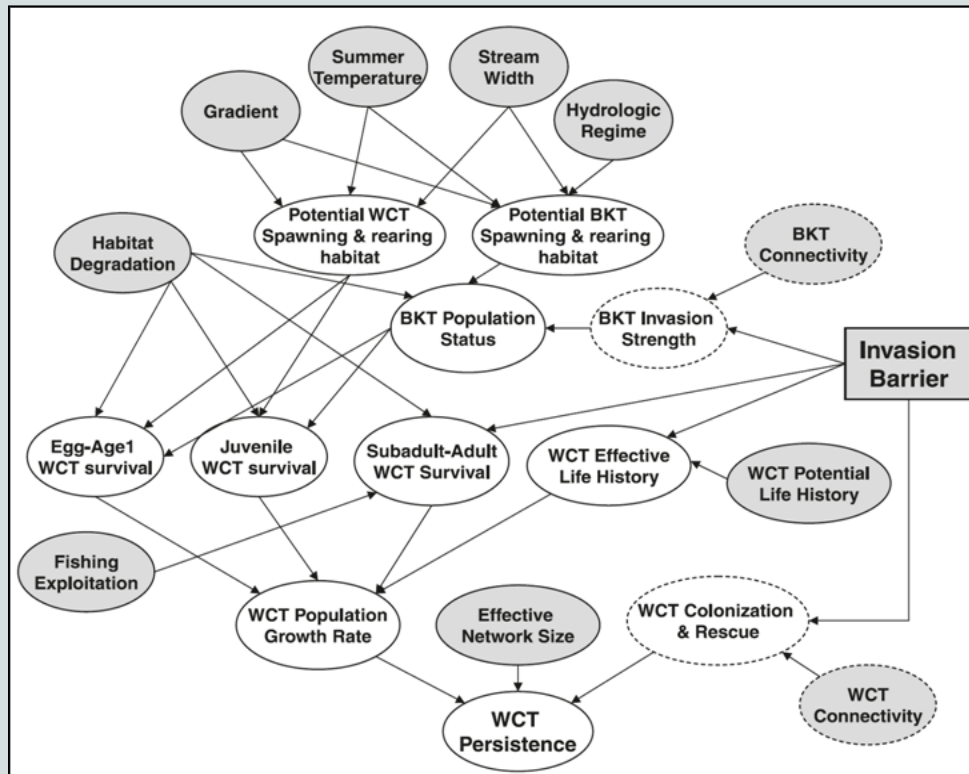 Summer
Temperature
Stream
Width
Gradient
Hydrologic
Regime
Potential WCT
Spawning & rearing
habitat
Potential BKT
Spawning & rearing
habitat
Habitat
Degradation
BKT
Connectivity
BKT Population
Status
BKT Invasion
Strength
Invasion
Barrier
Egg-Age1
WCT survival
Juvenile
WCT survival
Subadult-Adult
WCT Survival
WCT Effective
Life History
WCT Potential
Life History
Fishing
Exploitation
WCT Population
Growth Rate
Effective
Network Size
WCT Colonization
& Rescue
WCT
Connectivity
WCT
Persistence